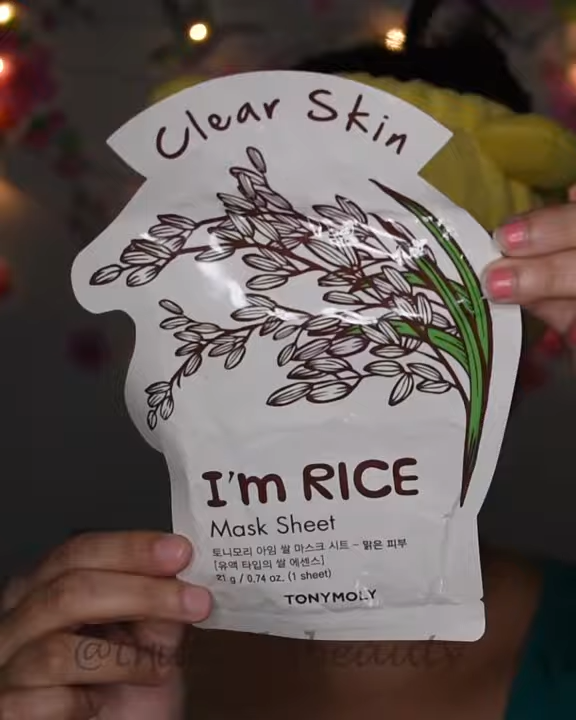 Clear Skin
I'm RICE
Mask Sheet
토니모리 아임 쌀 마스크 시트 - 맑은 피부
[유액 타입의 쌀 에센스]
21 g / 0.74 oz. (1 sheet)
TONYMOLY